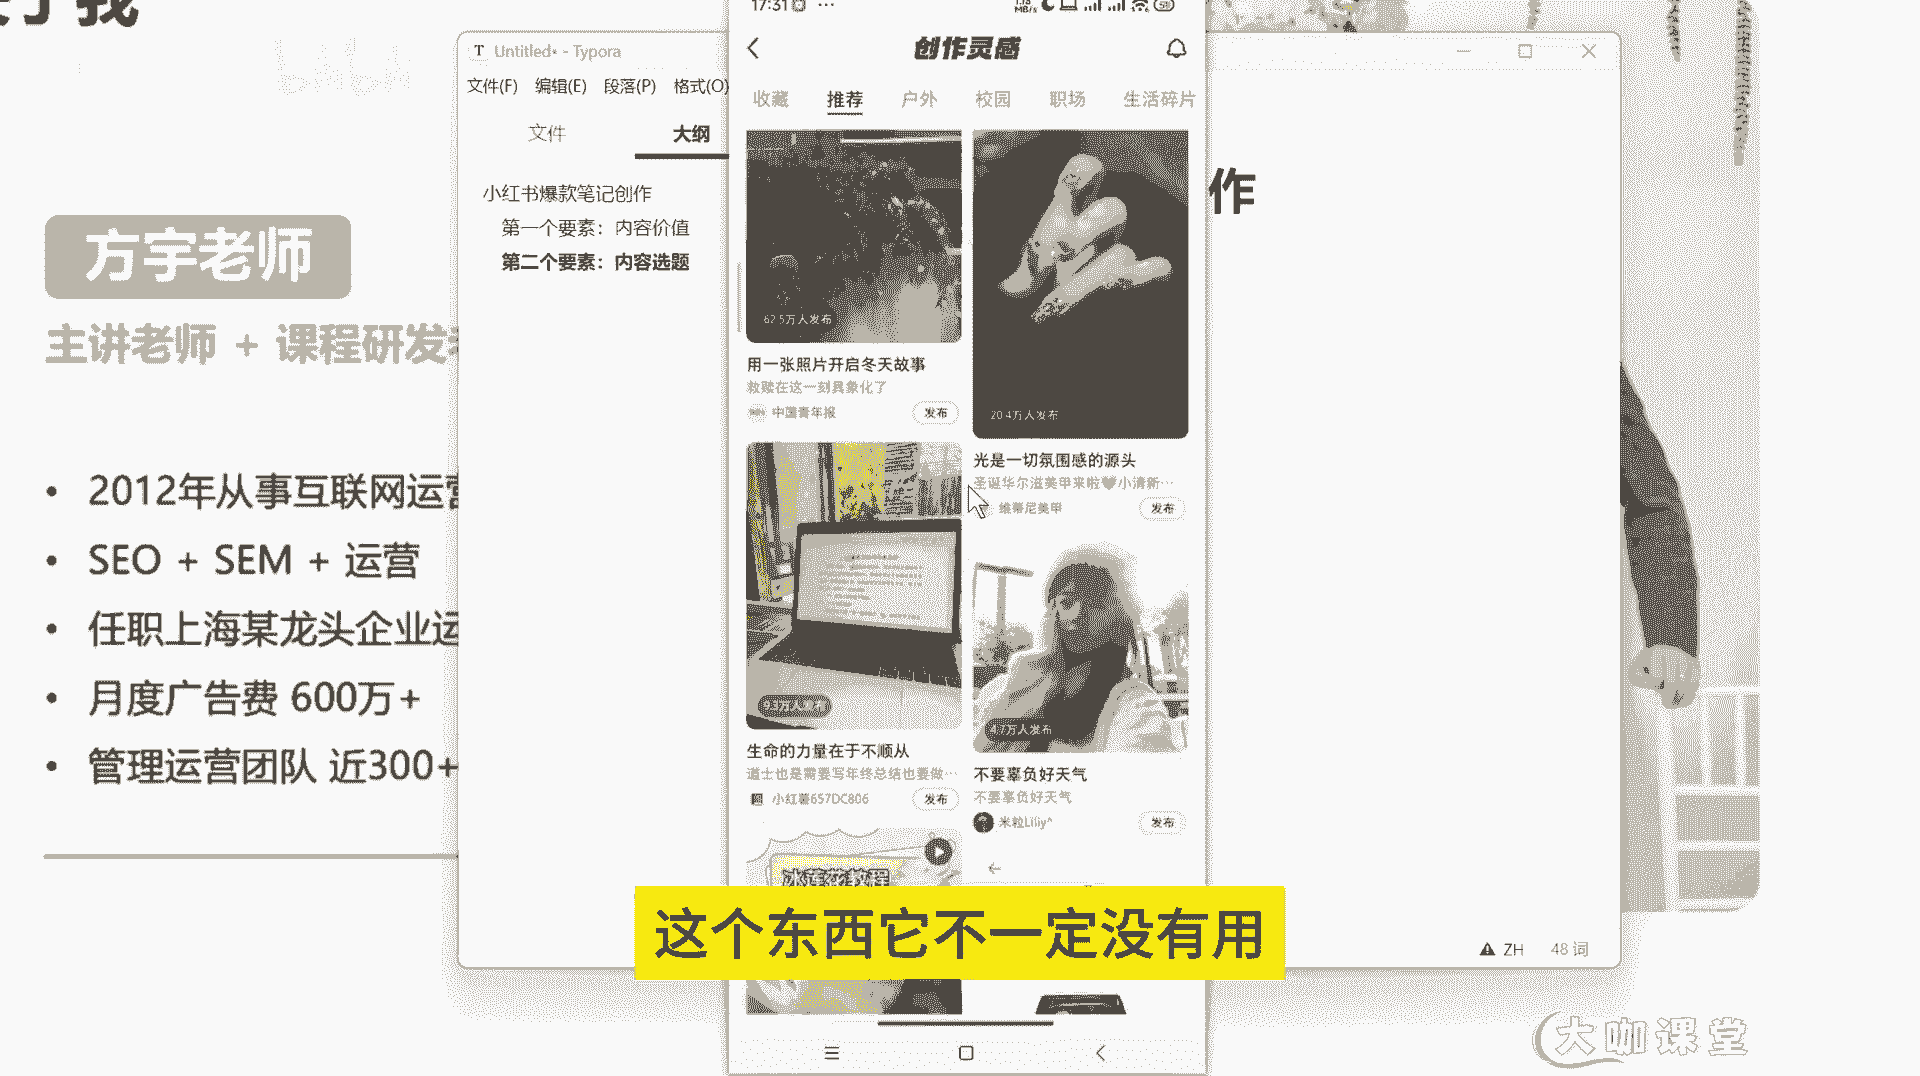 我
方宇老师
主讲老师 + 课程研发
2012年从事互联网运营
SEO + SEM + 运营
任职上海某龙头企业运
月度广告费 600万+
管理运营团队 近300+
Untitled• - Typora
文件(F) 编辑(E) 段落(P) 格式(O)
文件 大纲
小红书爆款笔记创作
第一个要素：内容价值
第二个要素：内容选题
作
17:31
创作灵感
收藏 推荐 户外 校园 职场 生活碎片
62.5万人发布
用一张照片开启冬天故事
救赎在这一刻具象化了
中国青年报 发布
20.4万人发布
光是一切氛围感的源头
圣诞华尔滋美甲来啦🖤小清新…
维蒂尼美甲 发布
9.3万人发布
生命的力量在于不顺从
道士也是需要写年终总结也要做…
小红薯657DC806 发布
4.7万人发布
不要辜负好天气
不要辜负好天气
米粒Liliy^ 发布
冰莲花教程
这个东西它不一定没有用
ZH 48 词
大咖课堂
bilibili